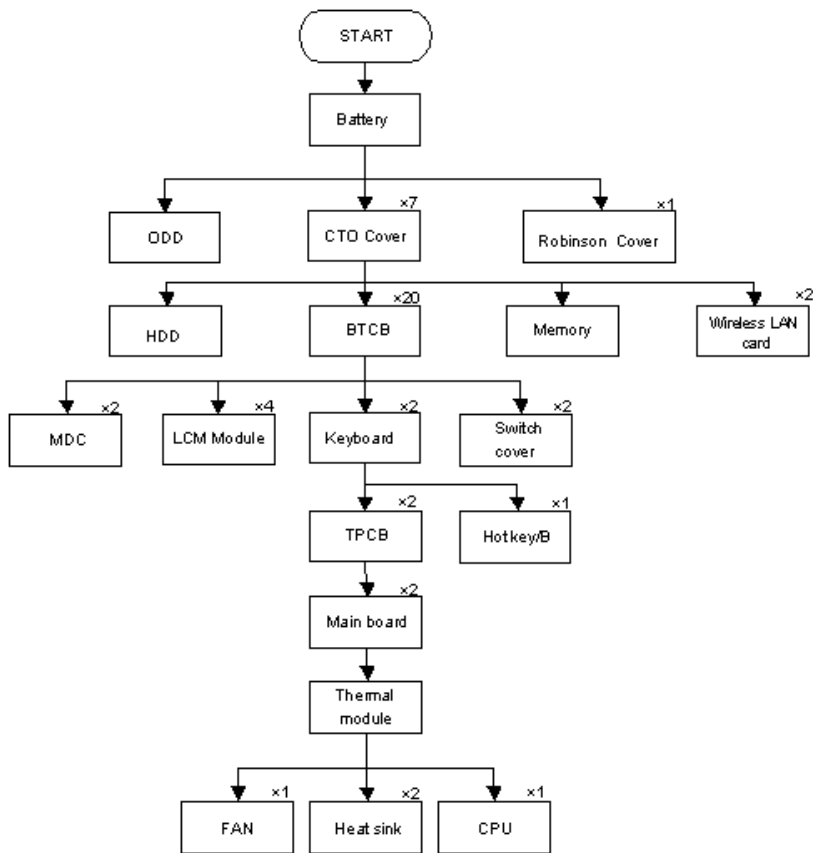 START
Battery
×7
×1
ODD
CTO Cover
Robinson Cover
×20
×2
HDD
BTCB
Memory
Wireless LAN
card
×2
×4
×2
×2
MDC
LCM Module
Keyboard
Switch
cover
×2
×1
TPCB
Hotkey/B
×2
Main board
Thermal
module
×1
×2
×1
FAN
Heat sink
CPU